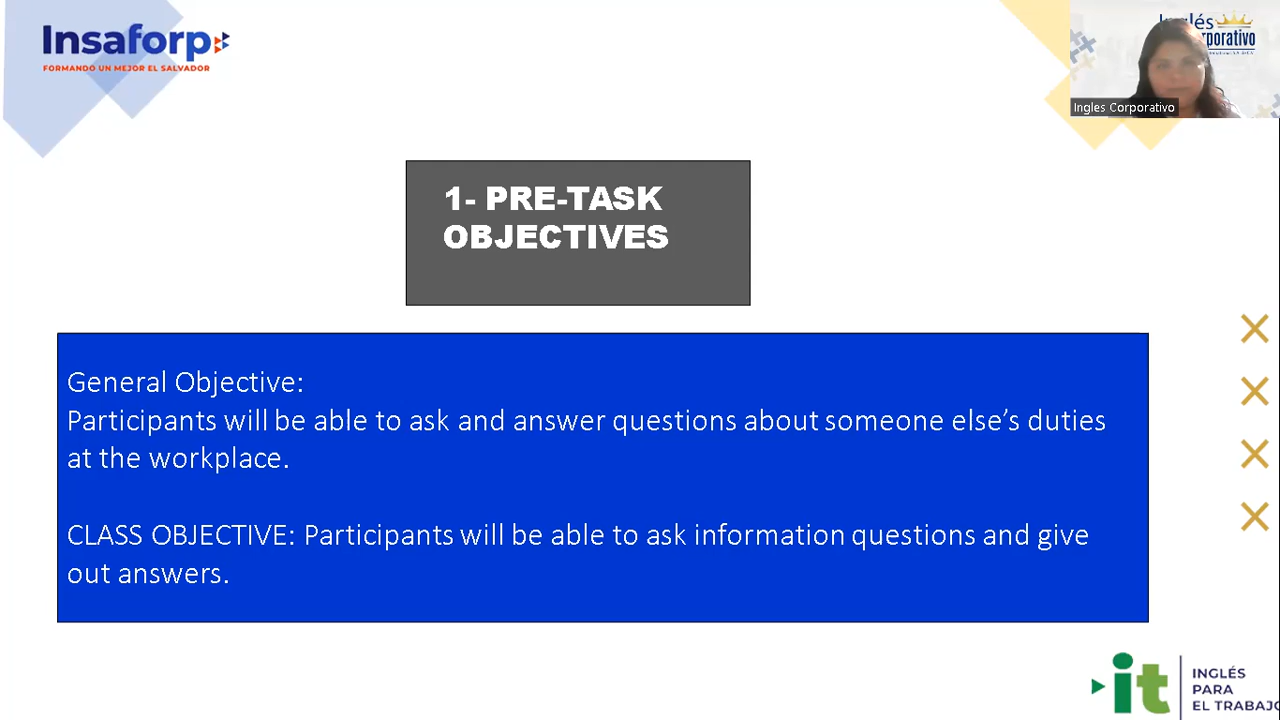 Insaforp
FORMANDO UN MEJOR EL SALVADOR
Inglés
Ingles Corporativo
1- PRE-TASK
OBJECTIVES
General Objective:
Participants will be able to ask and answer questions about someone else’s duties
at the workplace.
CLASS OBJECTIVE: Participants will be able to ask information questions and give
out answers.
it
INGLÉS
PARA
EL TRABAJO